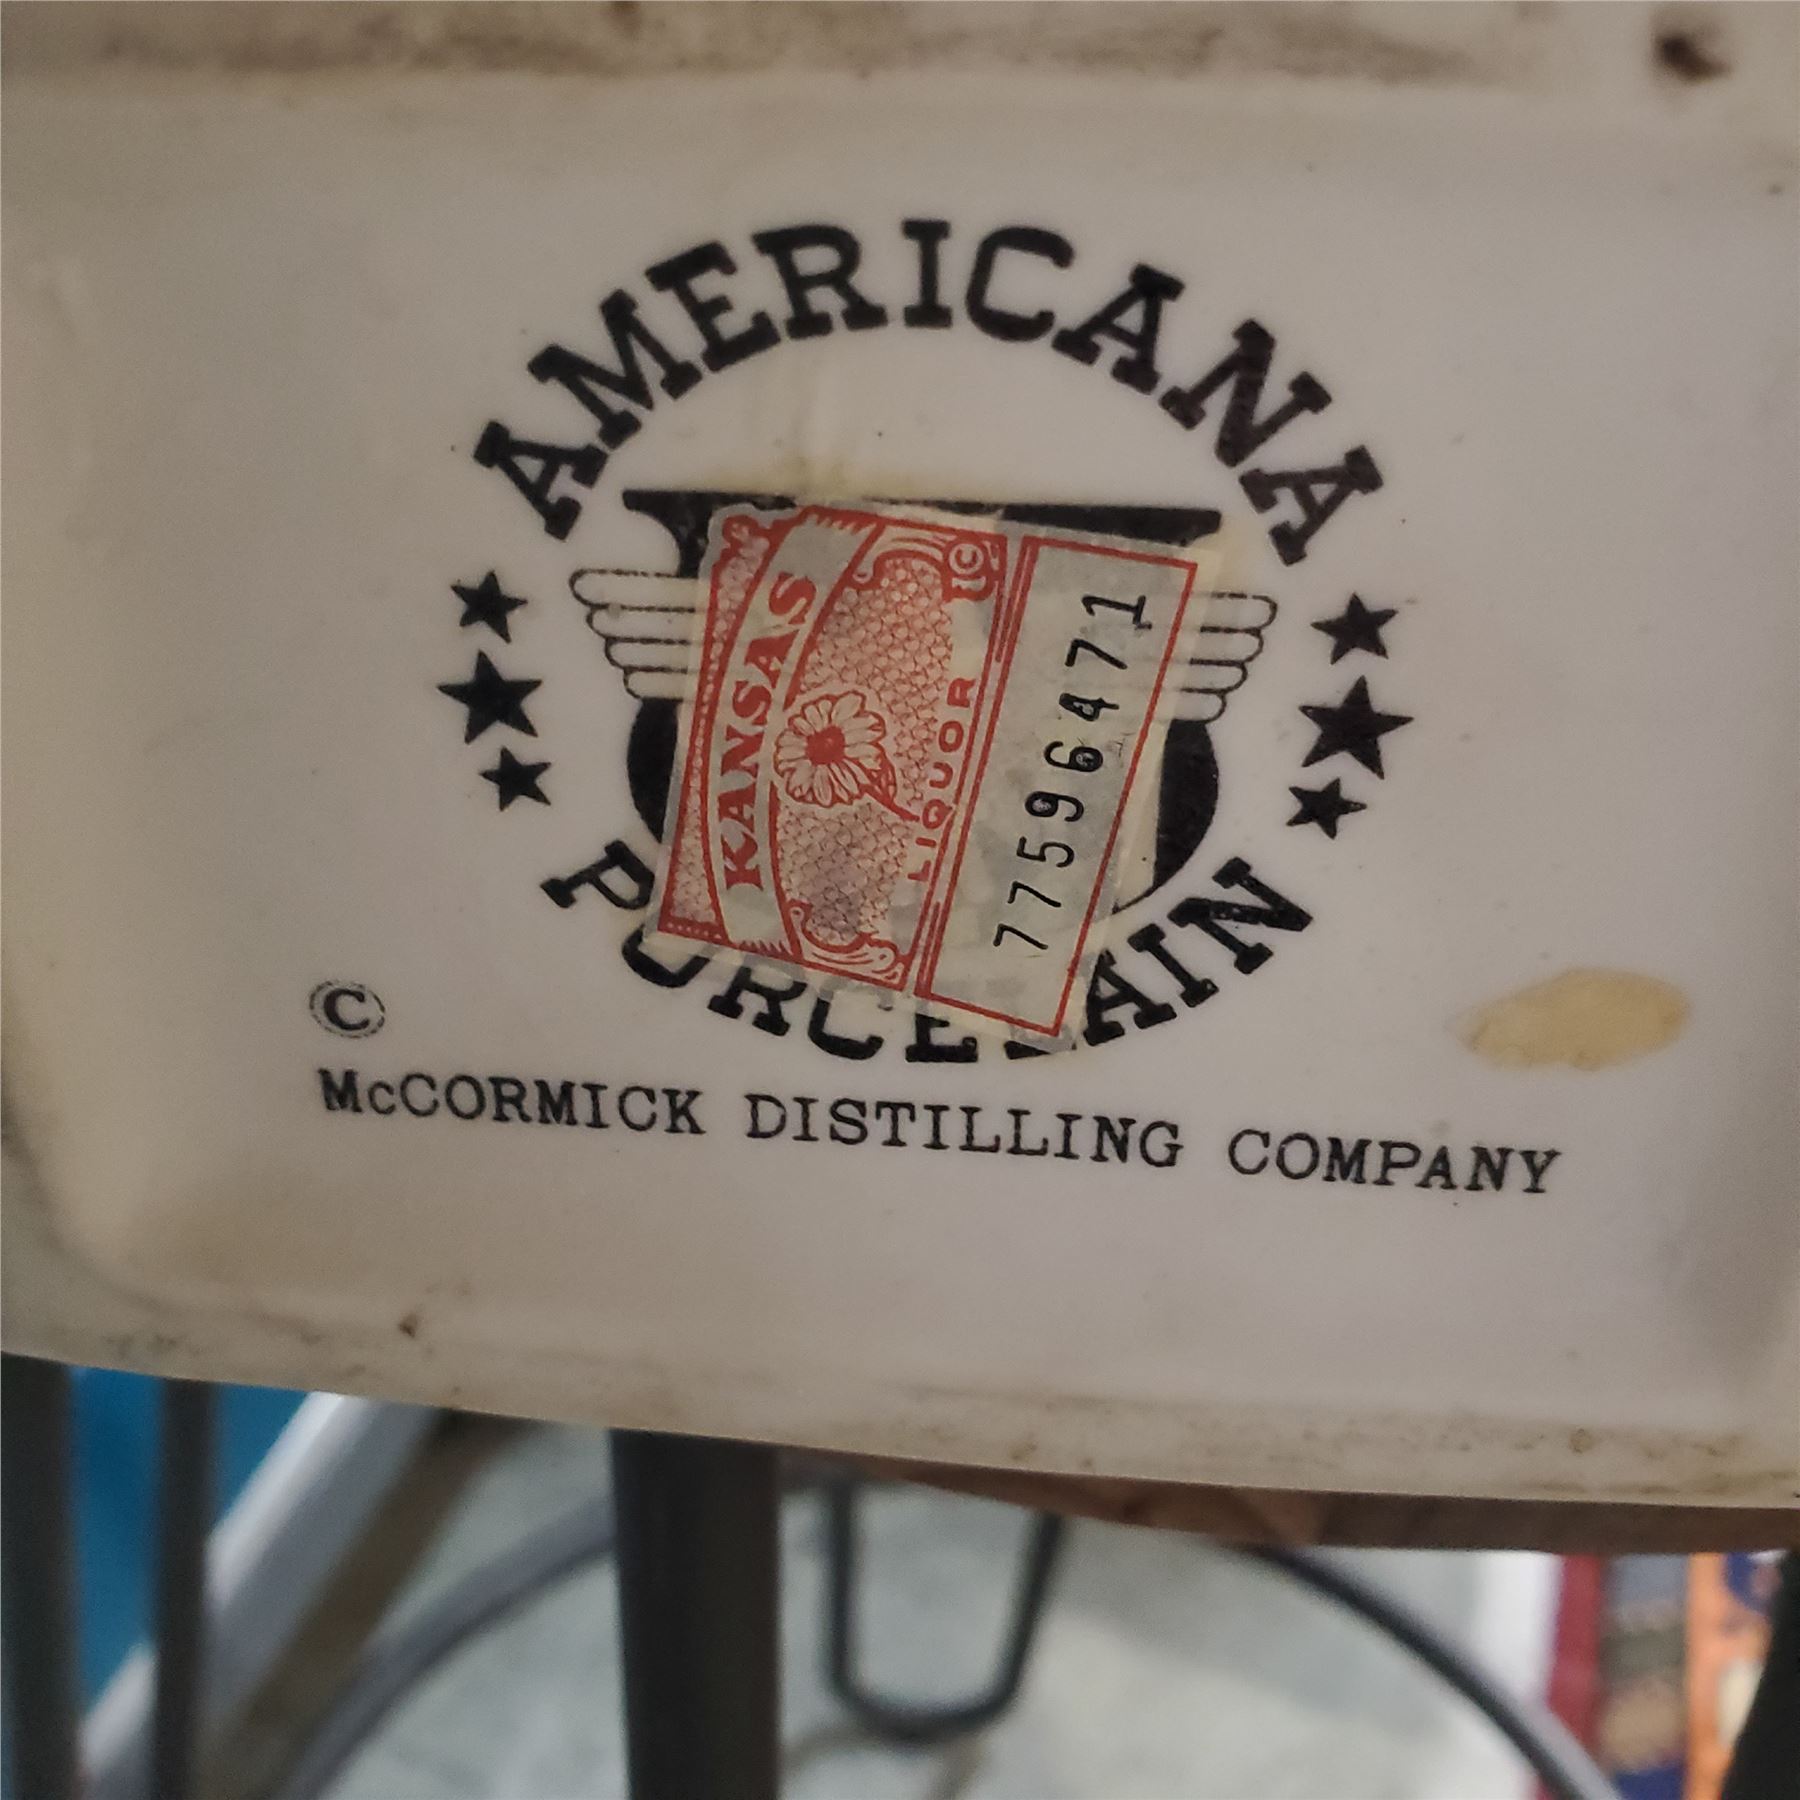 AMERICANA
KANSAS
LIQUOR
77596471
PORCELAIN
©
McCORMICK DISTILLING COMPANY